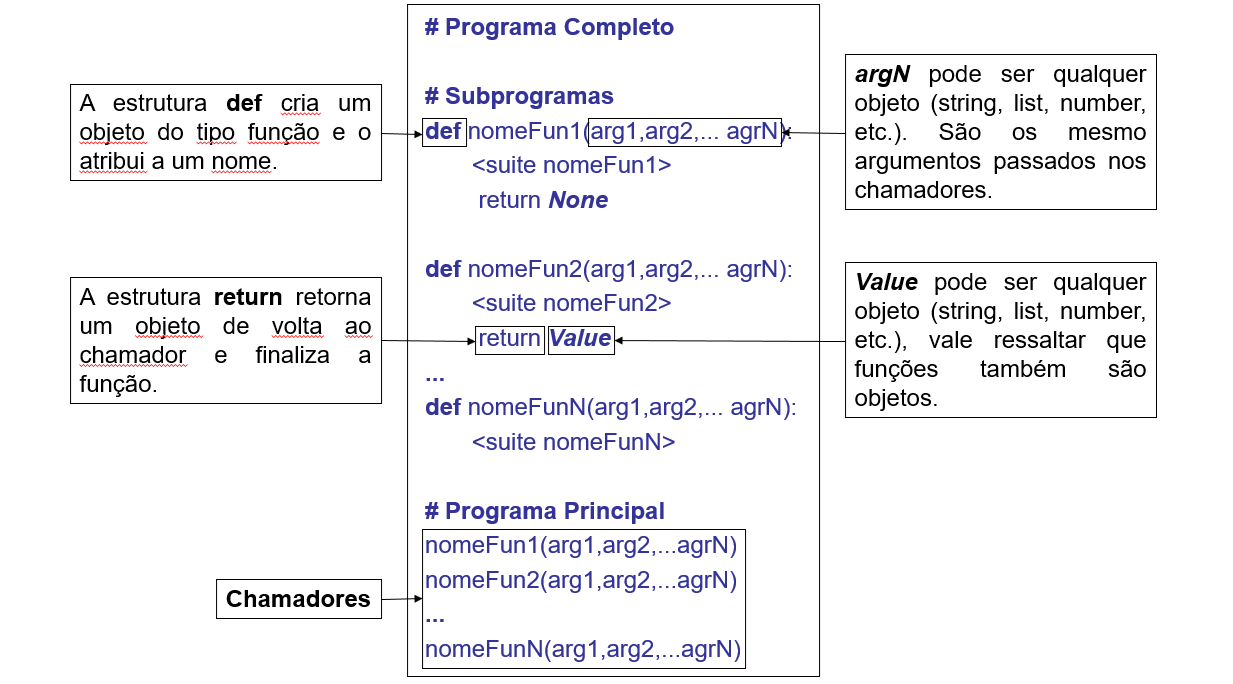 # Programa Completo
# Subprogramas
def nomeFun1(arg1,arg2,... agrN):
<suite nomeFun1>
return None
def nomeFun2(arg1,arg2,... agrN):
<suite nomeFun2>
return Value
...
def nomeFunN(arg1,arg2,... agrN):
<suite nomeFunN>
# Programa Principal
nomeFun1(arg1,arg2,...agrN)
nomeFun2(arg1,arg2,...agrN)
...
nomeFunN(arg1,arg2,...agrN)
A estrutura def cria um
objeto do tipo função e o
atribui a um nome.
A estrutura return retorna
um objeto de volta ao
chamador e finaliza a
função.
Chamadores
argN pode ser qualquer
objeto (string, list, number,
etc.). São os mesmo
argumentos passados nos
chamadores.
Value pode ser qualquer
objeto (string, list, number,
etc.), vale ressaltar que
funções também são
objetos.